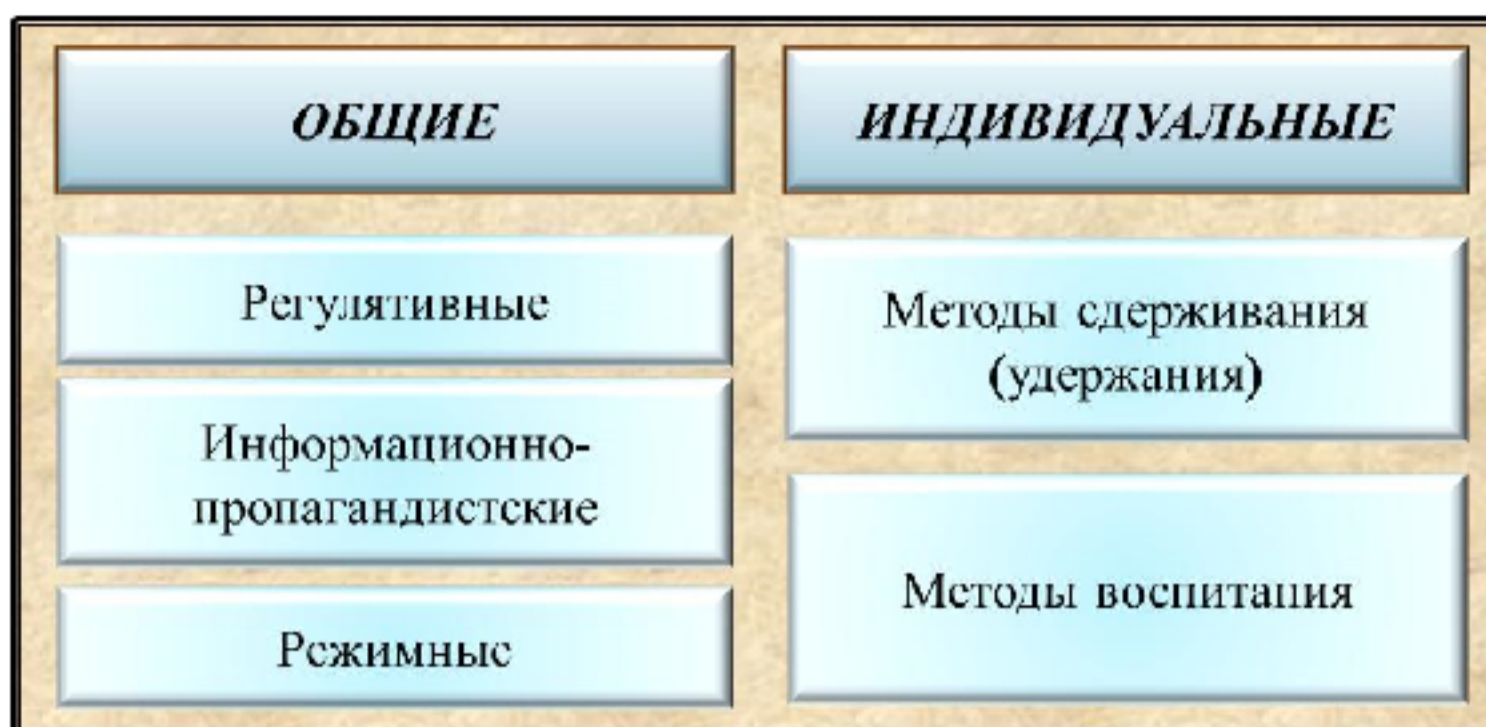 ОБЩИЕ
Регулятивные
Информационно-
пропагандистские
Режимные
ИНДИВИДУАЛЬНЫЕ
Методы сдерживания
(удержания)
Методы воспитания